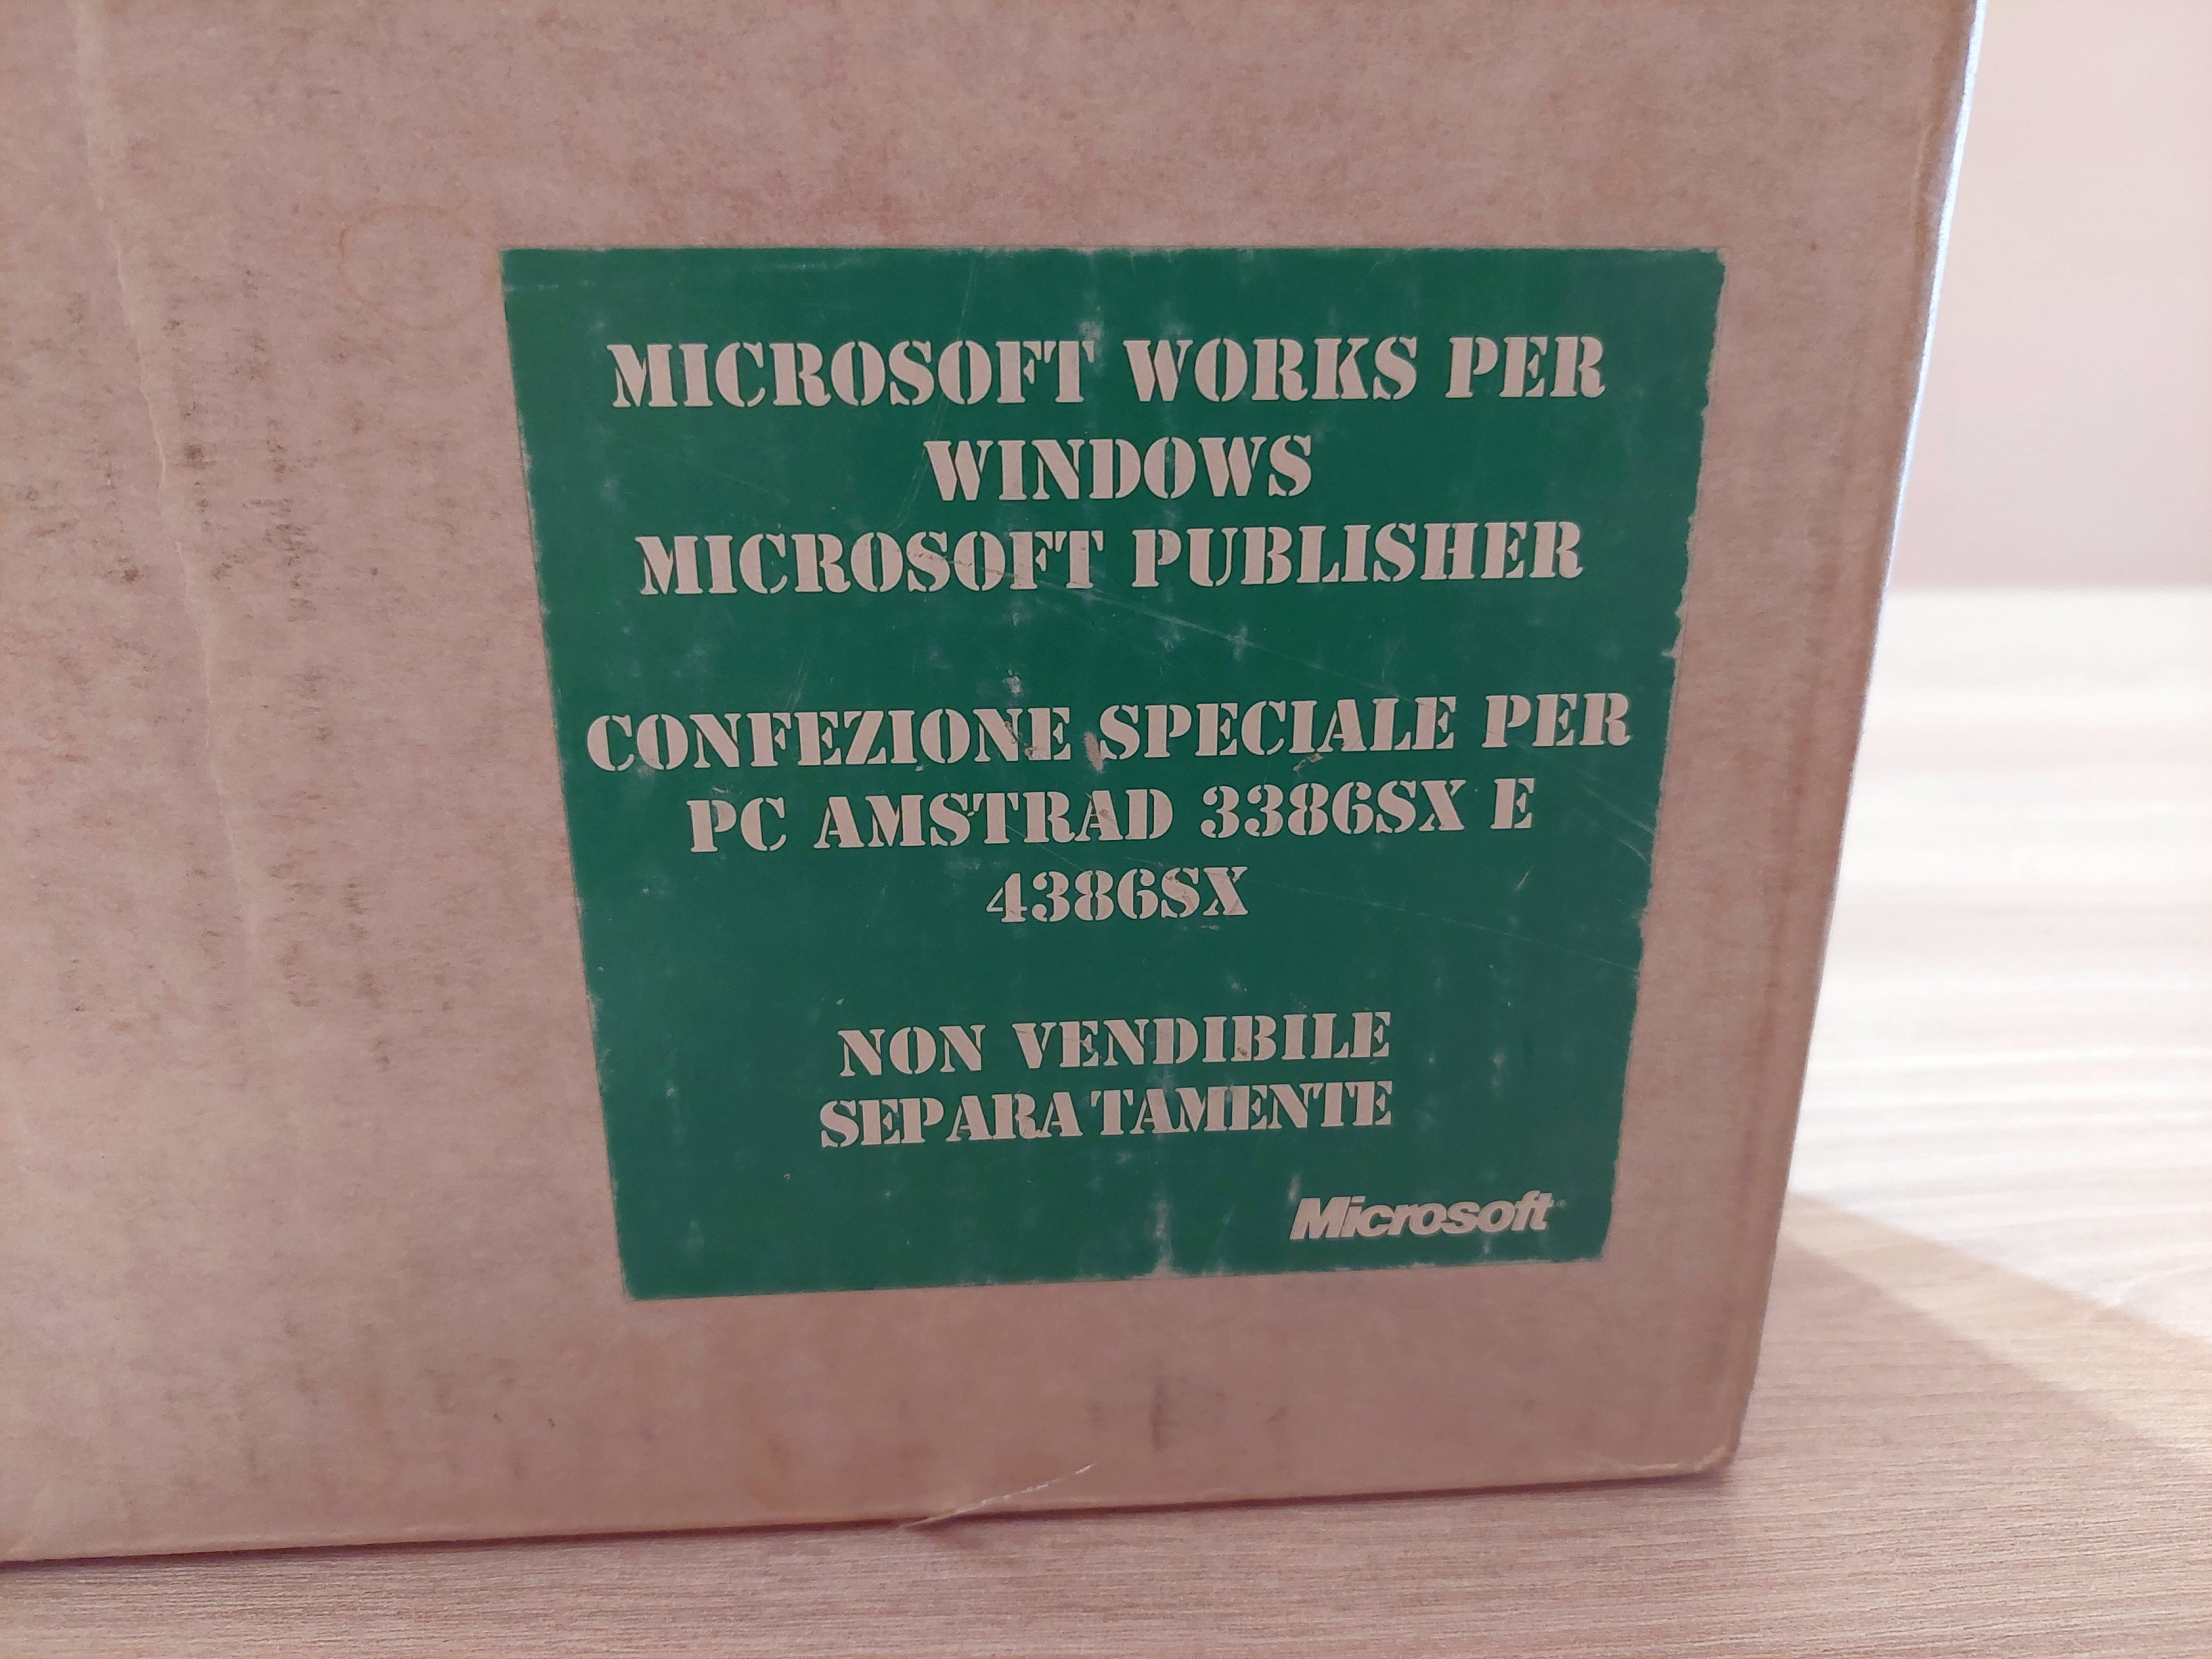 MICROSOFT WORKS PER
WINDOWS
MICROSOFT PUBLISHER
CONFEZIONE SPECIALE PER
PC AMSTRAD 3386SX E
4386SX
NON VENDIBILE
SEPARATAMENTE
Microsoft